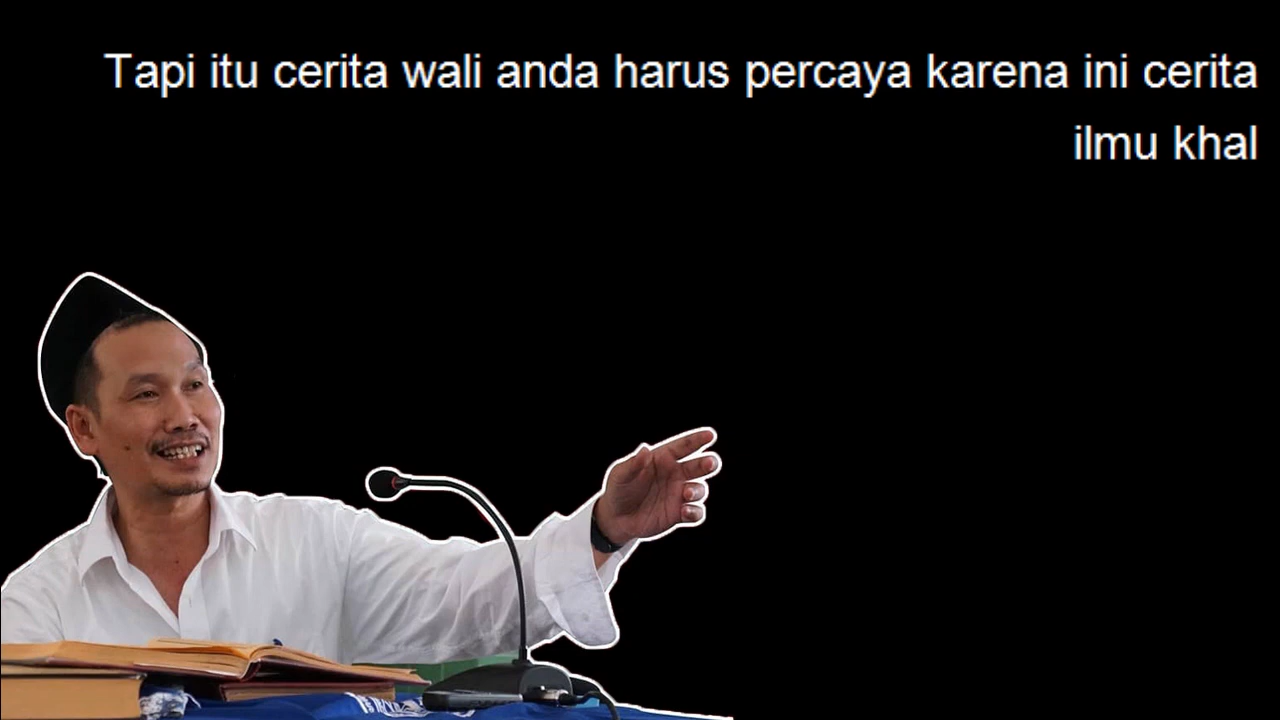 Tapi itu cerita wali anda harus percaya karena ini cerita
ilmu khal